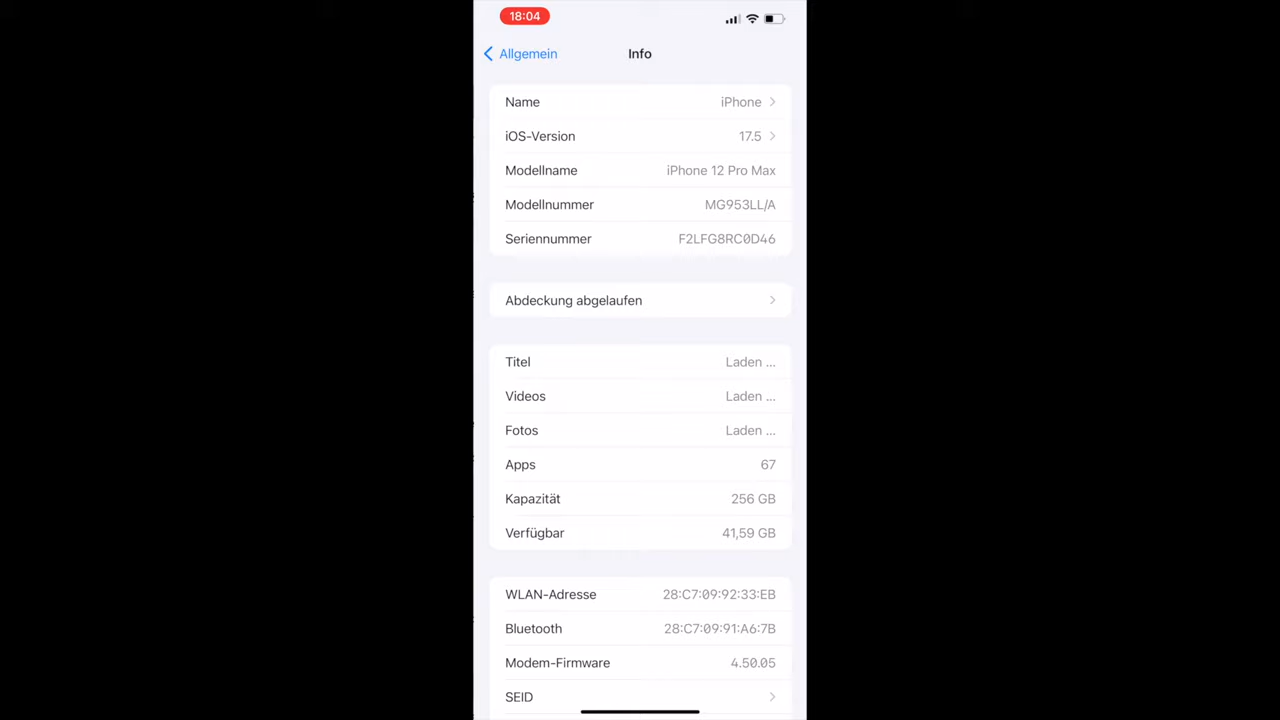 18:04
Allgemein
Info
Name iPhone
iOS-Version 17.5
Modellname iPhone 12 Pro Max
Modellnummer MG953LL/A
Seriennummer F2LFG8RC0D46
Abdeckung abgelaufen
Titel Laden ...
Videos Laden ...
Fotos Laden ...
Apps 67
Kapazität 256 GB
Verfügbar 41,59 GB
WLAN-Adresse 28:C7:09:92:33:EB
Bluetooth 28:C7:09:91:A6:7B
Modem-Firmware 4.50.05
SEID